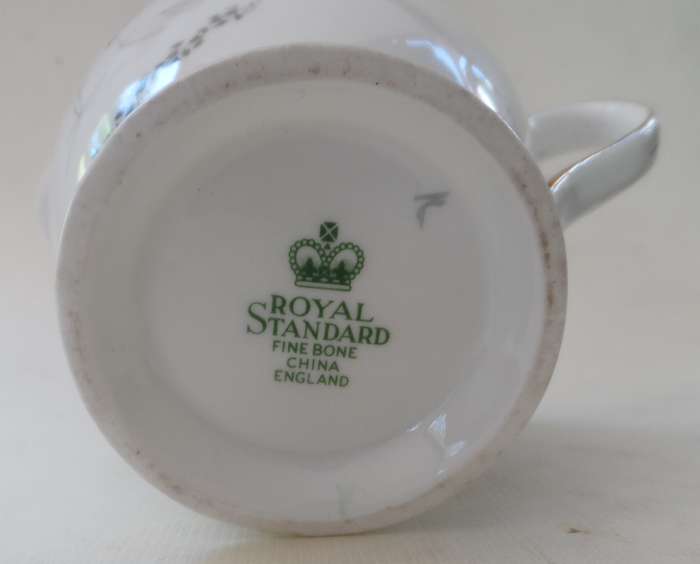 ROYAL
STANDARD
FINE BONE
CHINA
ENGLAND